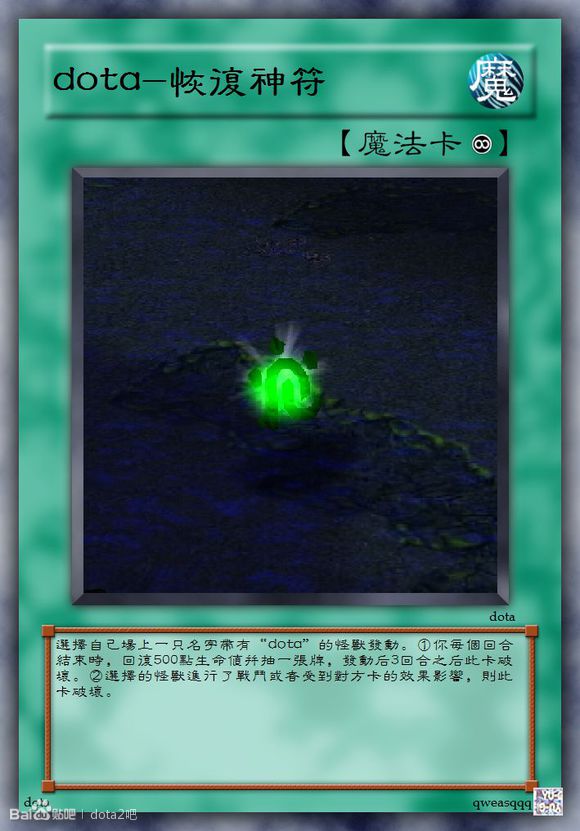 dota-恢復神符
魔
【魔法卡♾】
dota
選擇自己場上一只名字帶有“dota”的怪獸發動。①你每個回合
結束時，回復500點生命值并抽一張牌，發動后3回合之后此卡破
壞。②選擇的怪獸進行了戰鬥或者受到對方卡的效果影響，則此
卡破壞。
dota
qweasqqq
Bai贴吧 | dota2吧